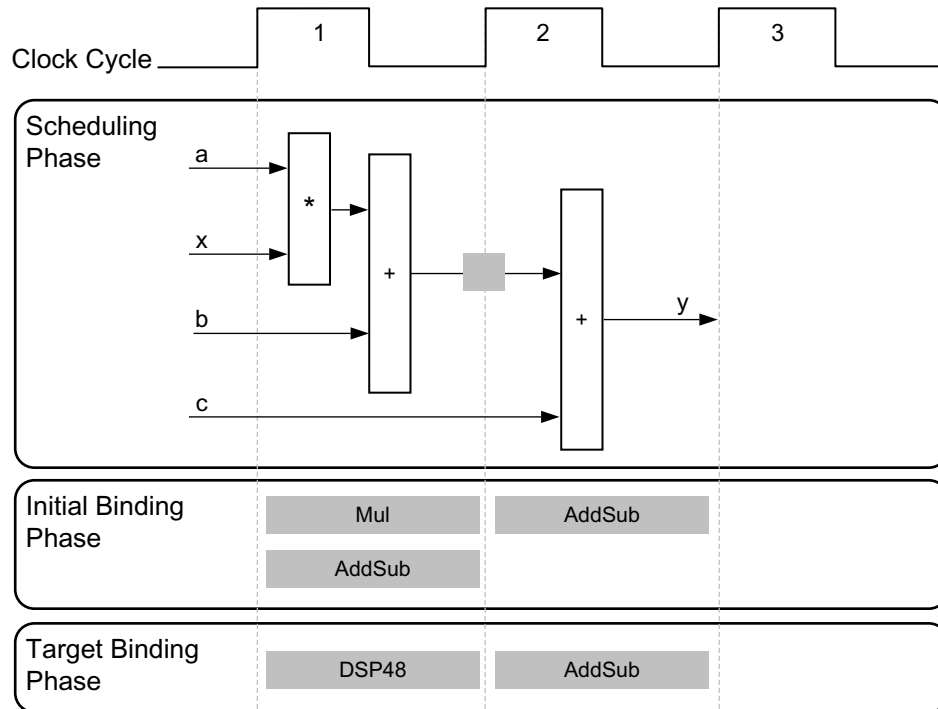 1
2
3
Clock Cycle
Scheduling
Phase
a
*
x
+
b
+
y
c
Initial Binding
Phase
Mul
AddSub
AddSub
Target Binding
Phase
DSP48
AddSub